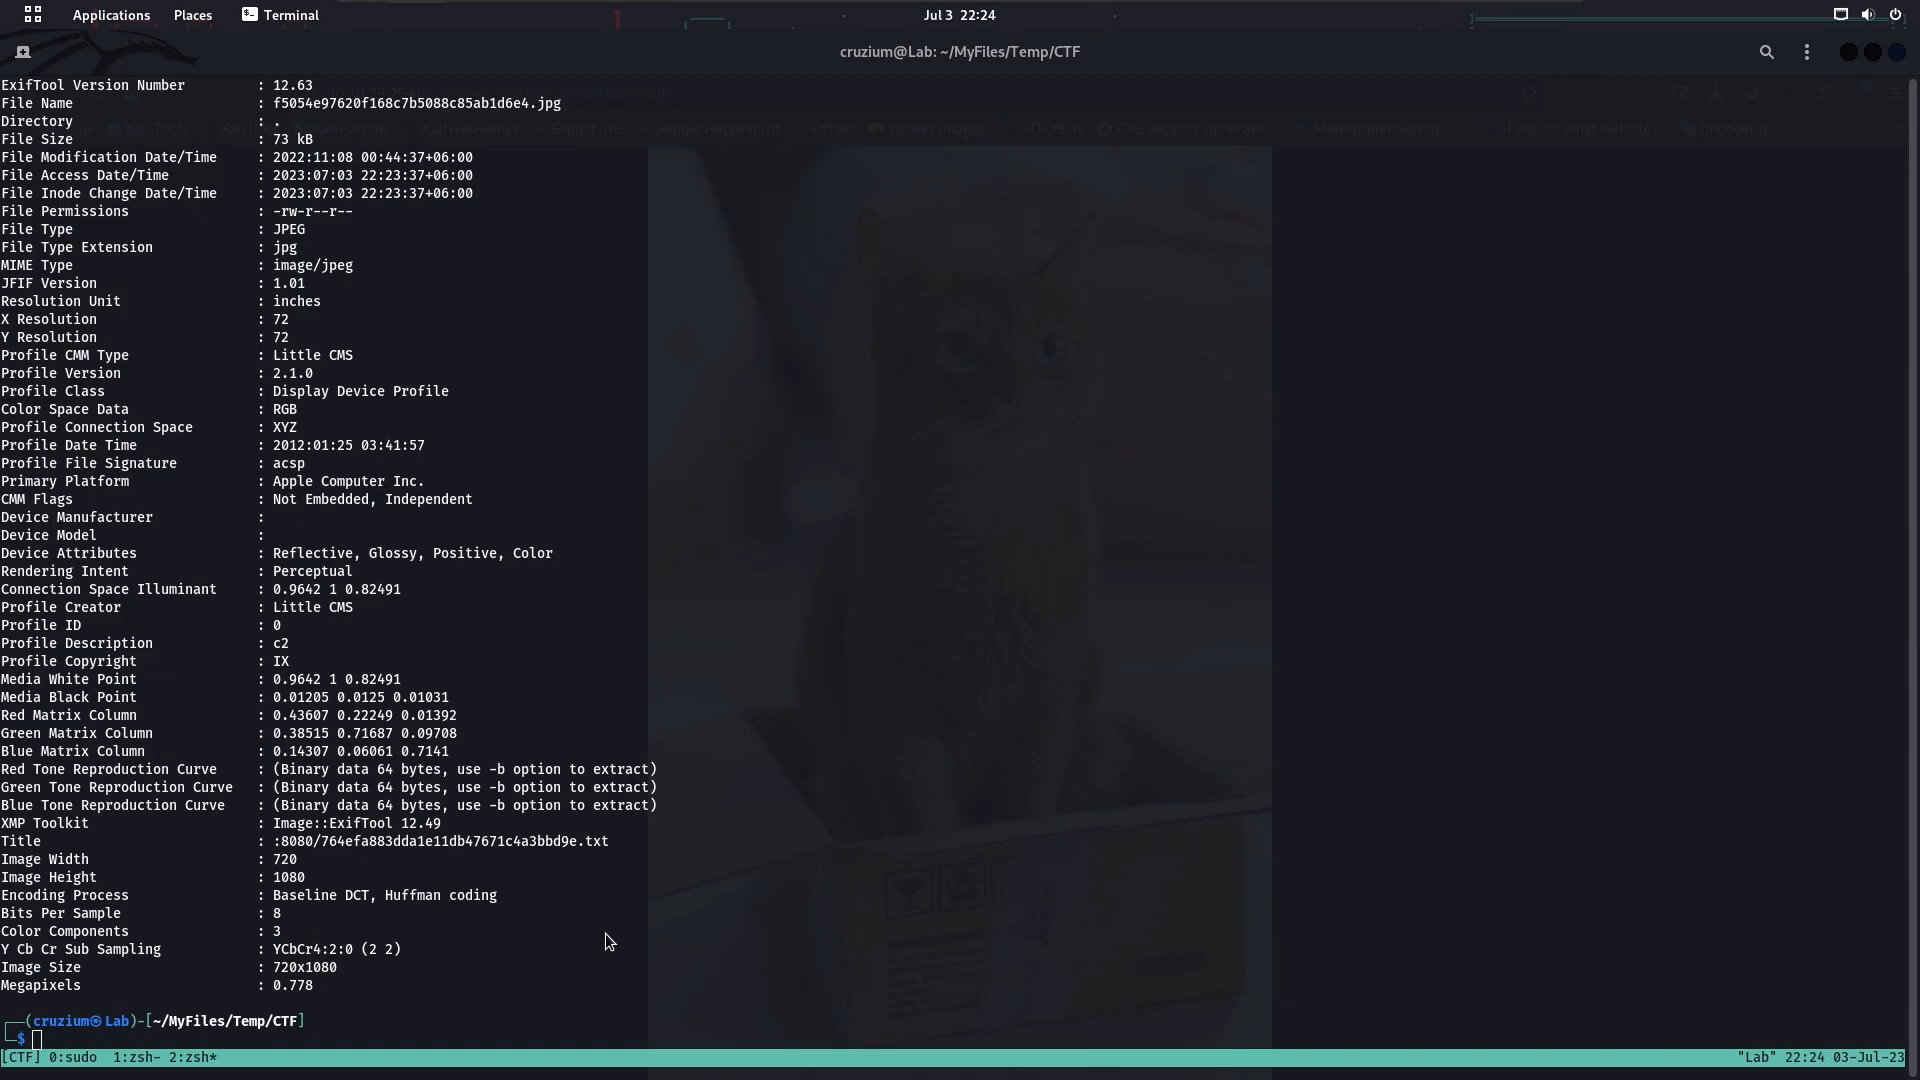 Applications Places Terminal Jul 3 22:24
cruzium@Lab: ~/MyFiles/Temp/CTF
ExifTool Version Number : 12.63
File Name : f5054e97620f168c7b5088c85ab1d6e4.jpg
Directory : .
File Size : 73 kB
File Modification Date/Time : 2022:11:08 00:44:37+06:00
File Access Date/Time : 2023:07:03 22:23:37+06:00
File Inode Change Date/Time : 2023:07:03 22:23:37+06:00
File Permissions : -rw-r--r--
File Type : JPEG
File Type Extension : jpg
MIME Type : image/jpeg
JFIF Version : 1.01
Resolution Unit : inches
X Resolution : 72
Y Resolution : 72
Profile CMM Type : Little CMS
Profile Version : 2.1.0
Profile Class : Display Device Profile
Color Space Data : RGB
Profile Connection Space : XYZ
Profile Date Time : 2012:01:25 03:41:57
Profile File Signature : acsp
Primary Platform : Apple Computer Inc.
CMM Flags : Not Embedded, Independent
Device Manufacturer :
Device Model :
Device Attributes : Reflective, Glossy, Positive, Color
Rendering Intent : Perceptual
Connection Space Illuminant : 0.9642 1 0.82491
Profile Creator : Little CMS
Profile ID : 0
Profile Description : c2
Profile Copyright : IX
Media White Point : 0.9642 1 0.82491
Media Black Point : 0.01205 0.0125 0.01031
Red Matrix Column : 0.43607 0.22249 0.01392
Green Matrix Column : 0.38515 0.71687 0.09708
Blue Matrix Column : 0.14307 0.06061 0.7141
Red Tone Reproduction Curve : (Binary data 64 bytes, use -b option to extract)
Green Tone Reproduction Curve : (Binary data 64 bytes, use -b option to extract)
Blue Tone Reproduction Curve : (Binary data 64 bytes, use -b option to extract)
XMP Toolkit : Image::ExifTool 12.49
Title : :8080/764efa883dda1e11db47671c4a3bbd9e.txt
Image Width : 720
Image Height : 1080
Encoding Process : Baseline DCT, Huffman coding
Bits Per Sample : 8
Color Components : 3
Y Cb Cr Sub Sampling : YCbCr4:2:0 (2 2)
Image Size : 720x1080
Megapixels : 0.778
┌──(cruzium㉿Lab)-[~/MyFiles/Temp/CTF]
└─$
[CTF] 0:sudo 1:zsh- 2:zsh* "Lab" 22:24 03-Jul-23